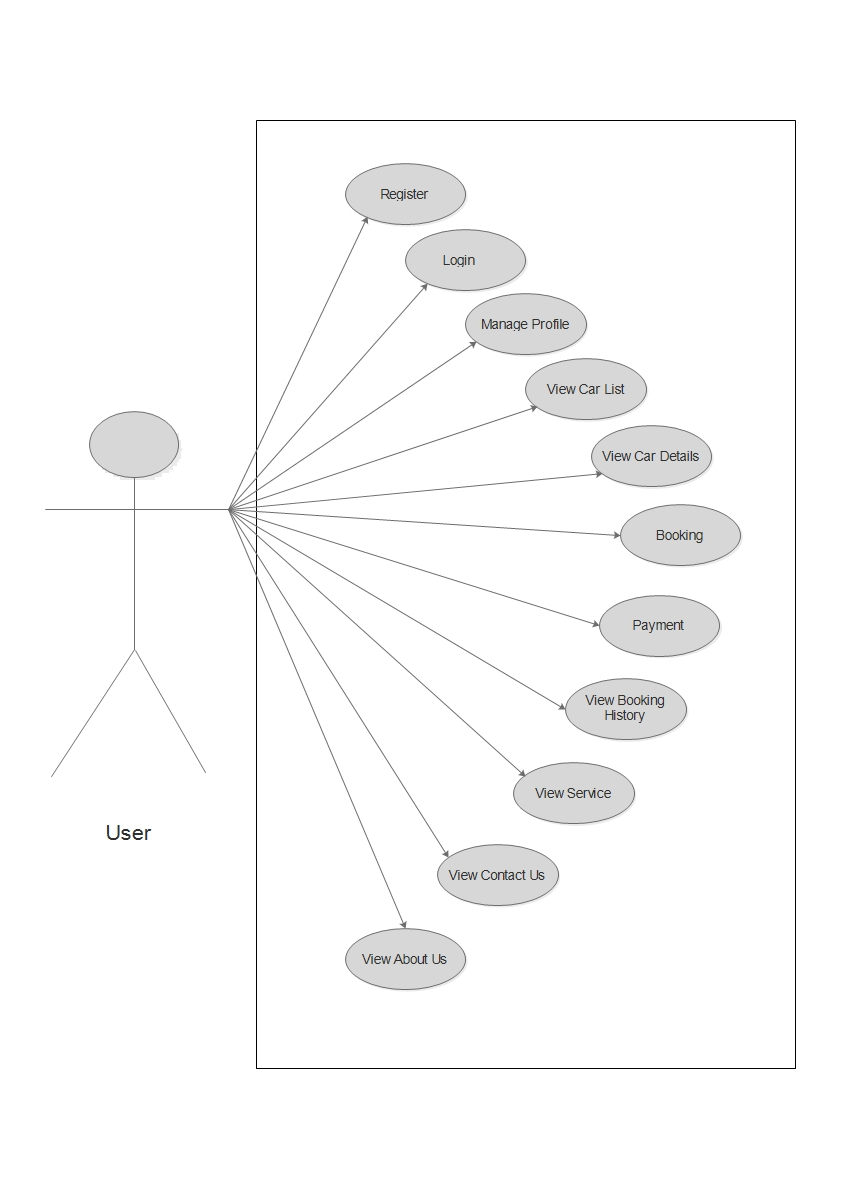 Register
Login
Manage Profile
View Car List
View Car Details
Booking
Payment
View Booking
History
View Service
User
View Contact Us
View About Us